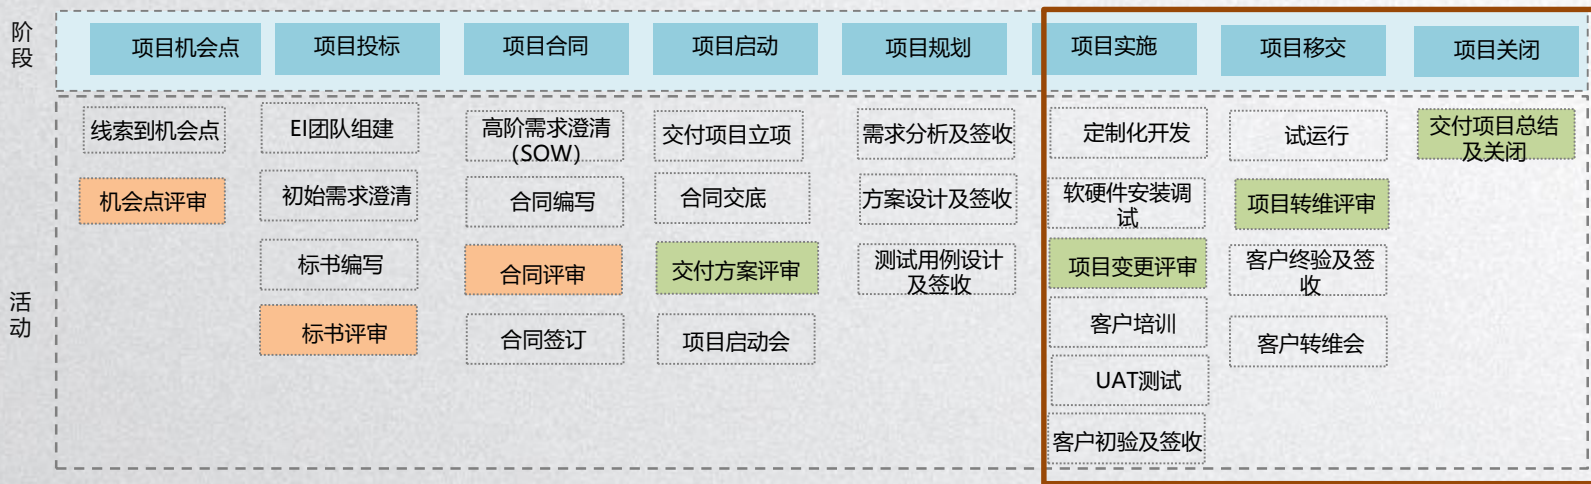 阶
段
项目机会点
项目投标
项目合同
项目启动
项目规划
项目实施
项目移交
项目关闭
活
动
线索到机会点
机会点评审
EI团队组建
初始需求澄清
标书编写
标书评审
高阶需求澄清
（SOW）
合同编写
合同评审
合同签订
交付项目立项
合同交底
交付方案评审
项目启动会
需求分析及签收
方案设计及签收
测试用例设计
及签收
定制化开发
软硬件安装调
试
项目变更评审
客户培训
UAT测试
客户初验及签收
试运行
项目转维评审
客户终验及签
收
客户转维会
交付项目总结
及关闭